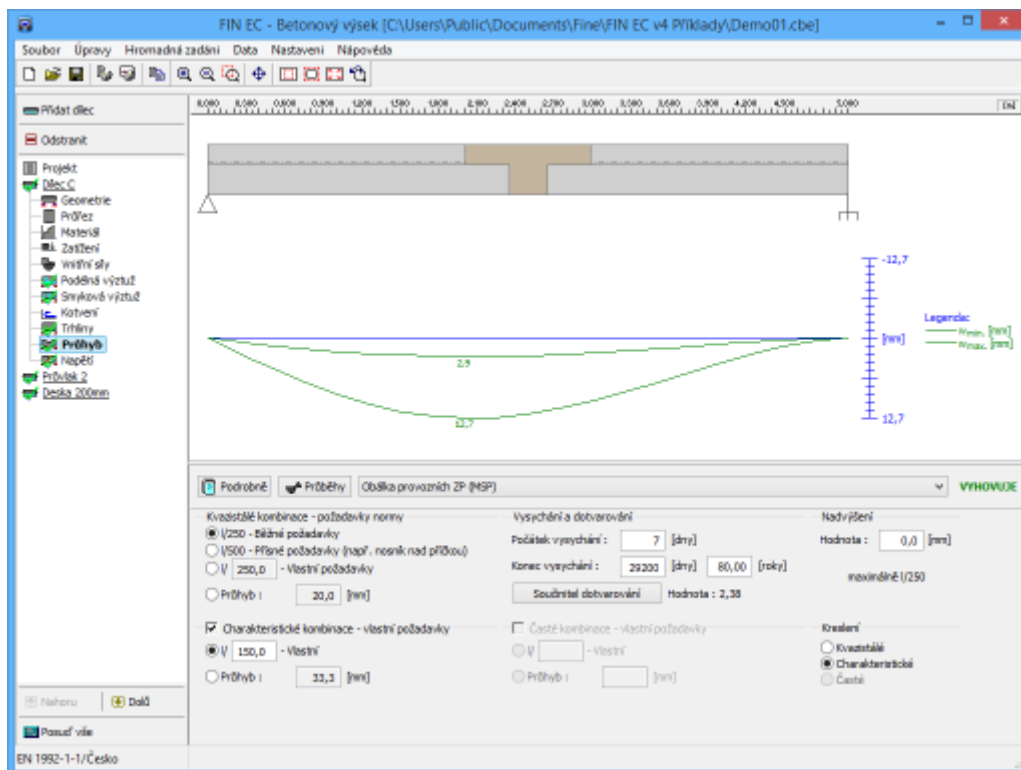 FIN EC - Betonový výsek [C:\Users\Public\Documents\Fine\FIN EC v4 Příklady\Demo01.cbe]
Soubor Úpravy Hromadná zadání Data Nastavení Nápověda
Přidat dílec
Odstranit
Projekt
Dílec C
Geometrie
Průřez
Materiál
Zatížení
Vnitřní síly
Podélná výztuž
Smyková výztuž
Kotvení
Trhliny
Průhyb
Napětí
Průvlak 2
Deska 200mm
Nahoru Dolů
Posuď vše
EN 1992-1-1/Česko
5,000
-12,7
[mm]
12,7
2,9
12,7
Legenda:
wmin. [mm]
wmax. [mm]
Podrobně Průběhy Obálka provozních ZP (MSP) VYHOVUJE
Kvazistálé kombinace - požadavky normy
l/250 - Běžné požadavky
l/500 - Přísné požadavky (např. nosník nad příčkou)
l/ 250,0 - Vlastní požadavky
Průhyb : 20,0 [mm]
Charakteristické kombinace - vlastní požadavky
l/ 150,0 - Vlastní
Průhyb : 33,3 [mm]
Vysychání a dotvarování
Počátek vysychání : 7 [dny]
Konec vysychání : 29200 [dny] 80,00 [roky]
Součinitel dotvarování Hodnota : 2,38
Časté kombinace - vlastní požadavky
l/ - Vlastní
Průhyb : [mm]
Nadvýšení
Hodnota : 0,0 [mm]
maximálně l/250
Kreslení
Kvazistálé
Charakteristické
Časté